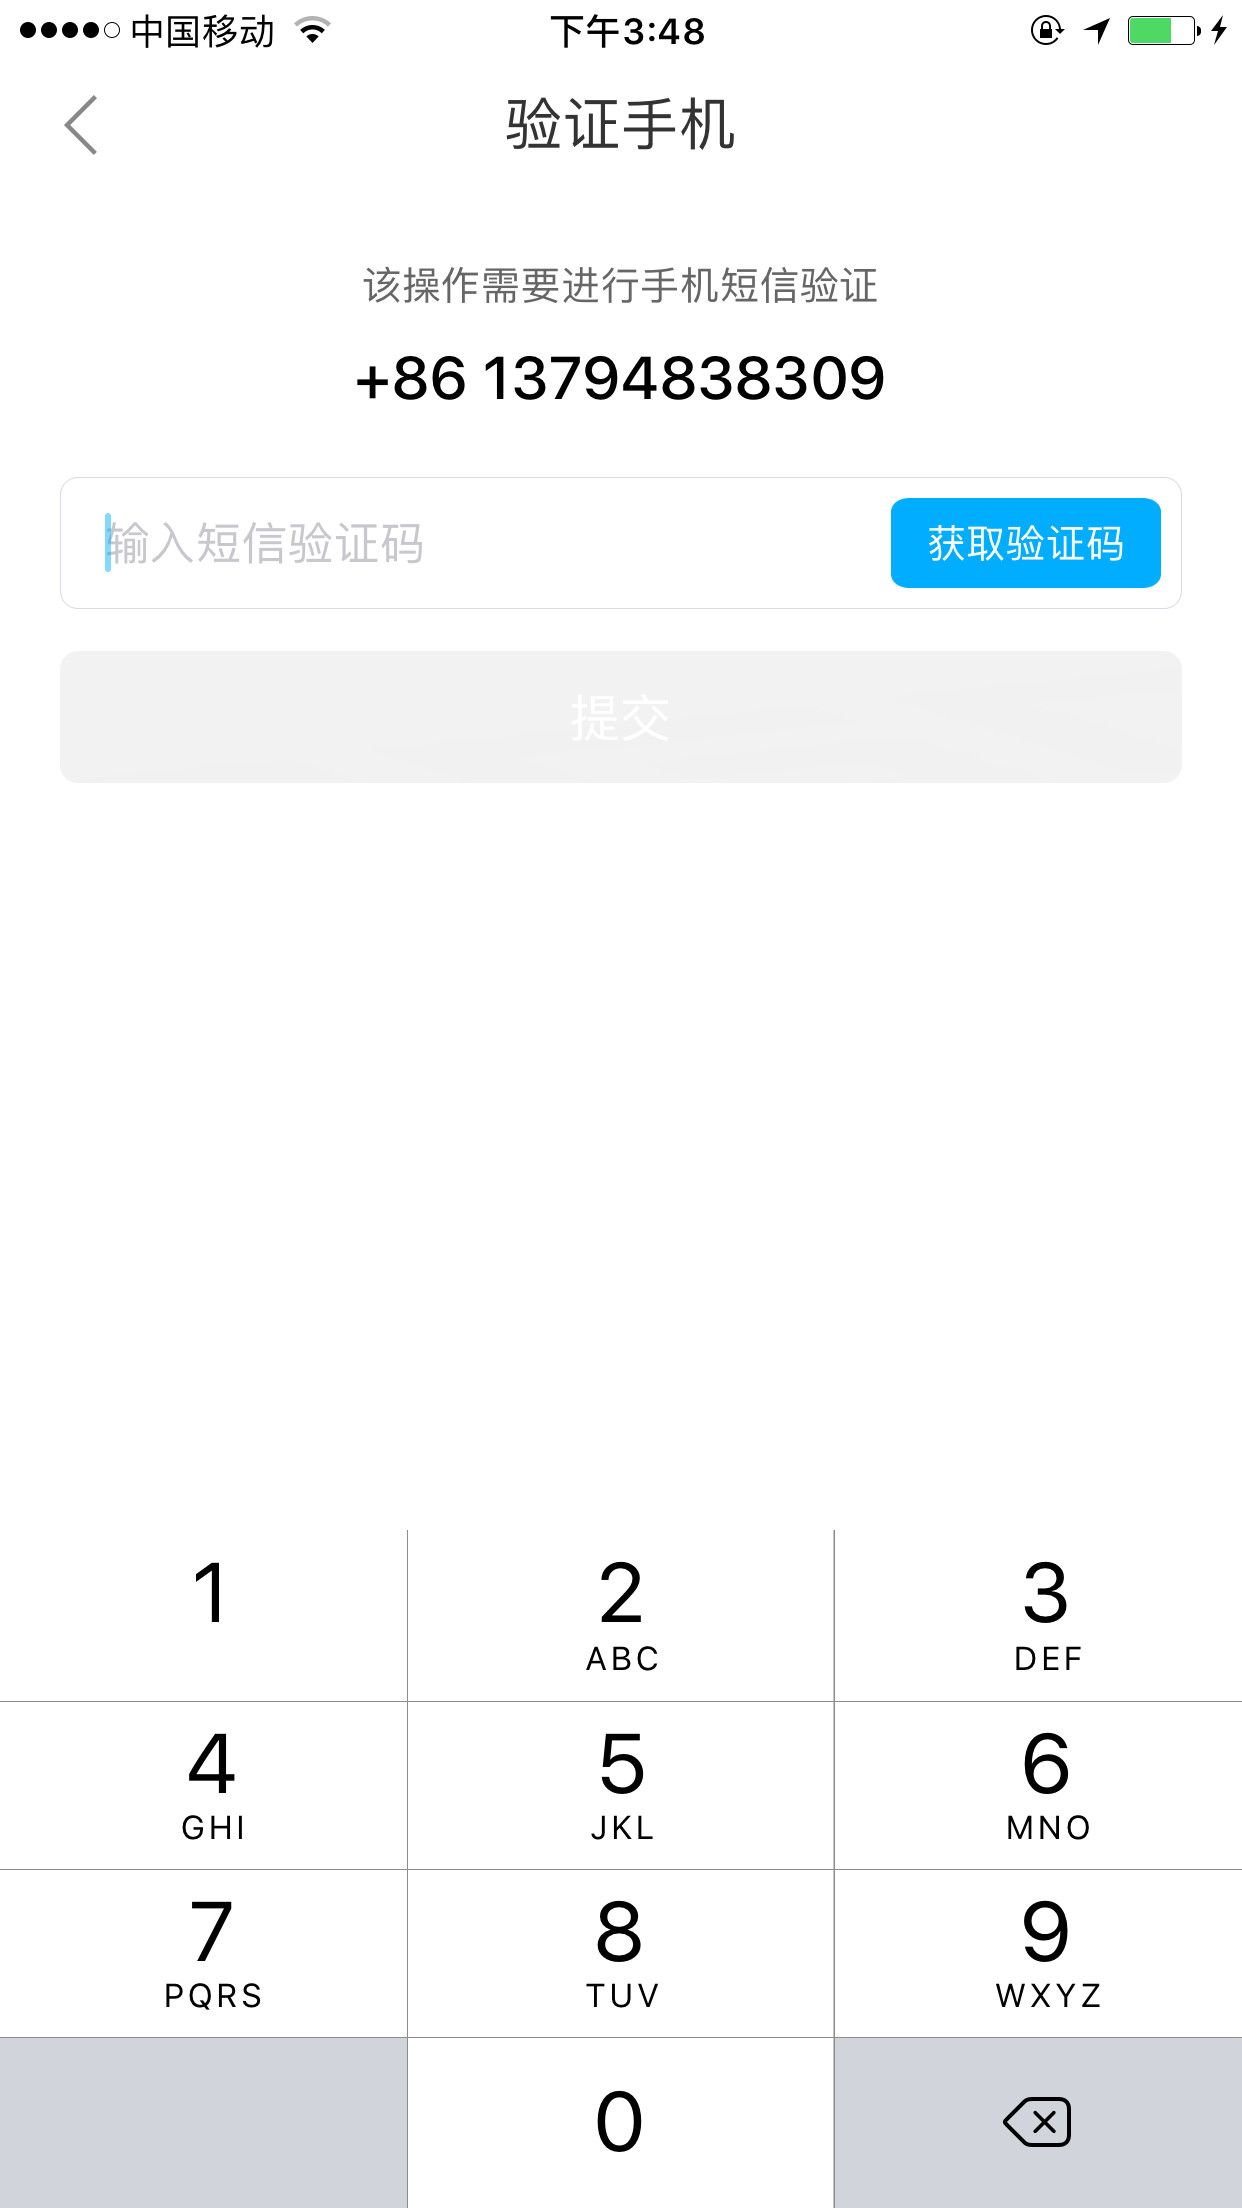 中国移动 下午3:48
验证手机
该操作需要进行手机短信验证
+86 13794838309
输入短信验证码 获取验证码
提交
1 2 3
ABC DEF
4 5 6
GHI JKL MNO
7 8 9
PQRS TUV WXYZ
0